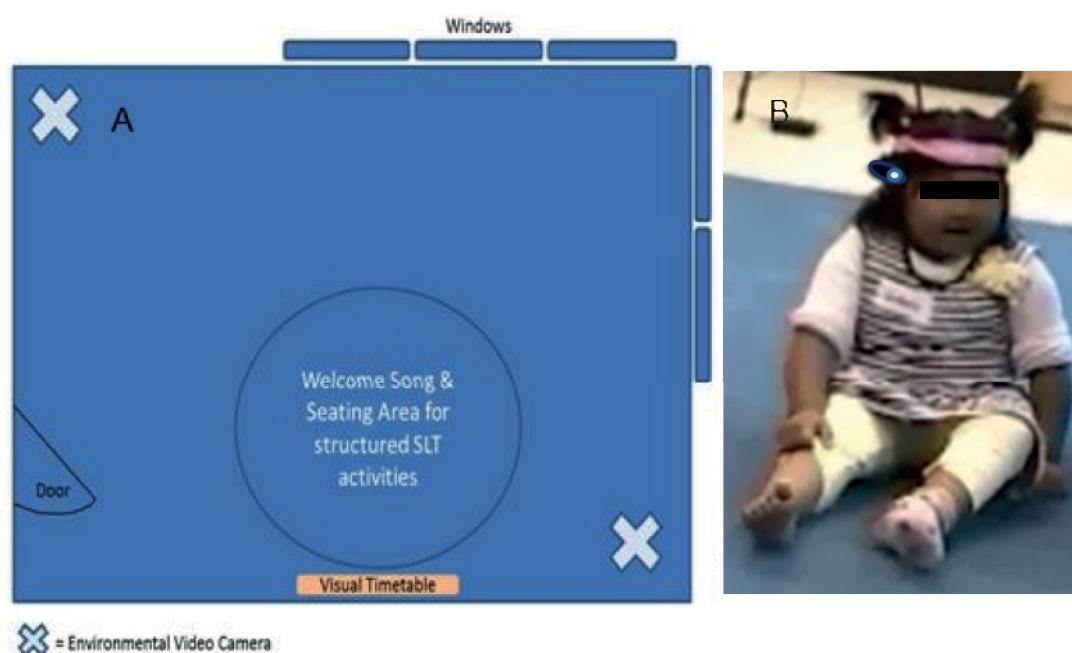 Windows
A
B
Welcome Song &
Seating Area for
structured SLT
activities
Door
Visual Timetable
= Environmental Video Camera